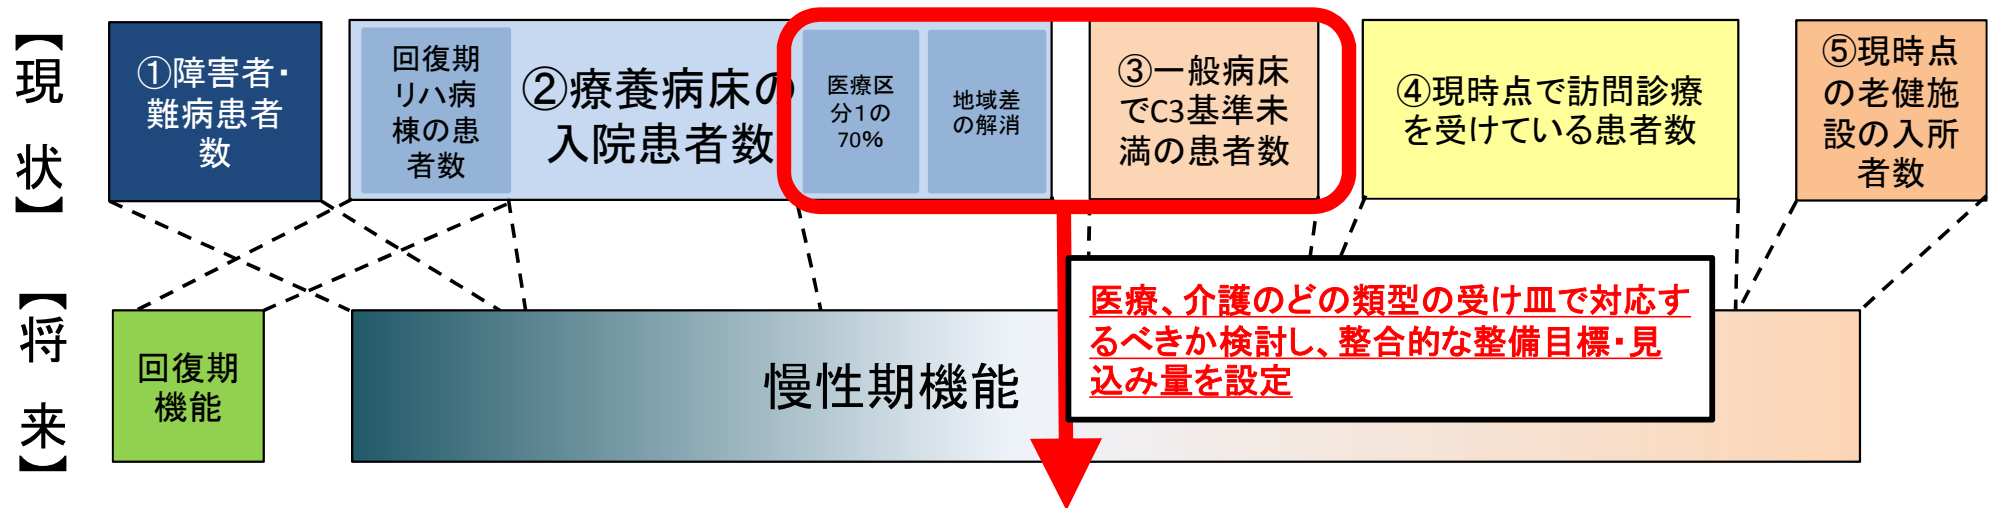 【現状】
①障害者・
難病患者
数
回復期
リハ病
棟の患
者数
②療養病床の
入院患者数
医療区
分1の
70%
地域差
の解消
③一般病床
でC3基準未
満の患者数
④現時点で訪問診療
を受けている患者数
⑤現時点
の老健施
設の入所
者数
【将来】
回復期
機能
慢性期機能
医療、介護のどの類型の受け皿で対応す
るべきか検討し、整合的な整備目標・見
込み量を設定